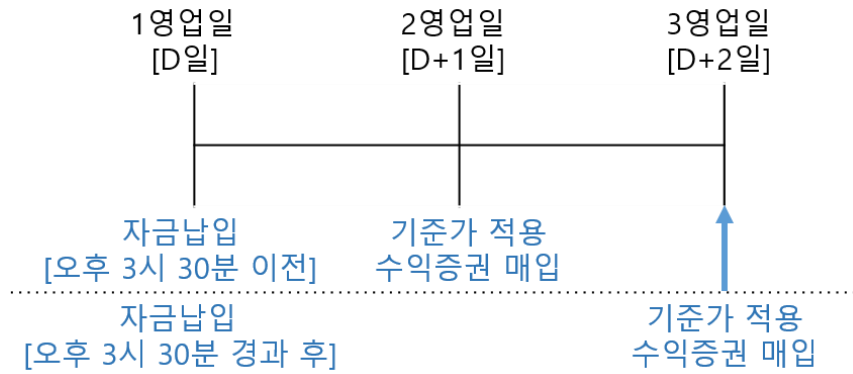 1영업일
[D일]
2영업일
[D+1일]
3영업일
[D+2일]
자금납입
[오후 3시 30분 이전]
기준가 적용
수익증권 매입
자금납입
[오후 3시 30분 경과 후]
기준가 적용
수익증권 매입